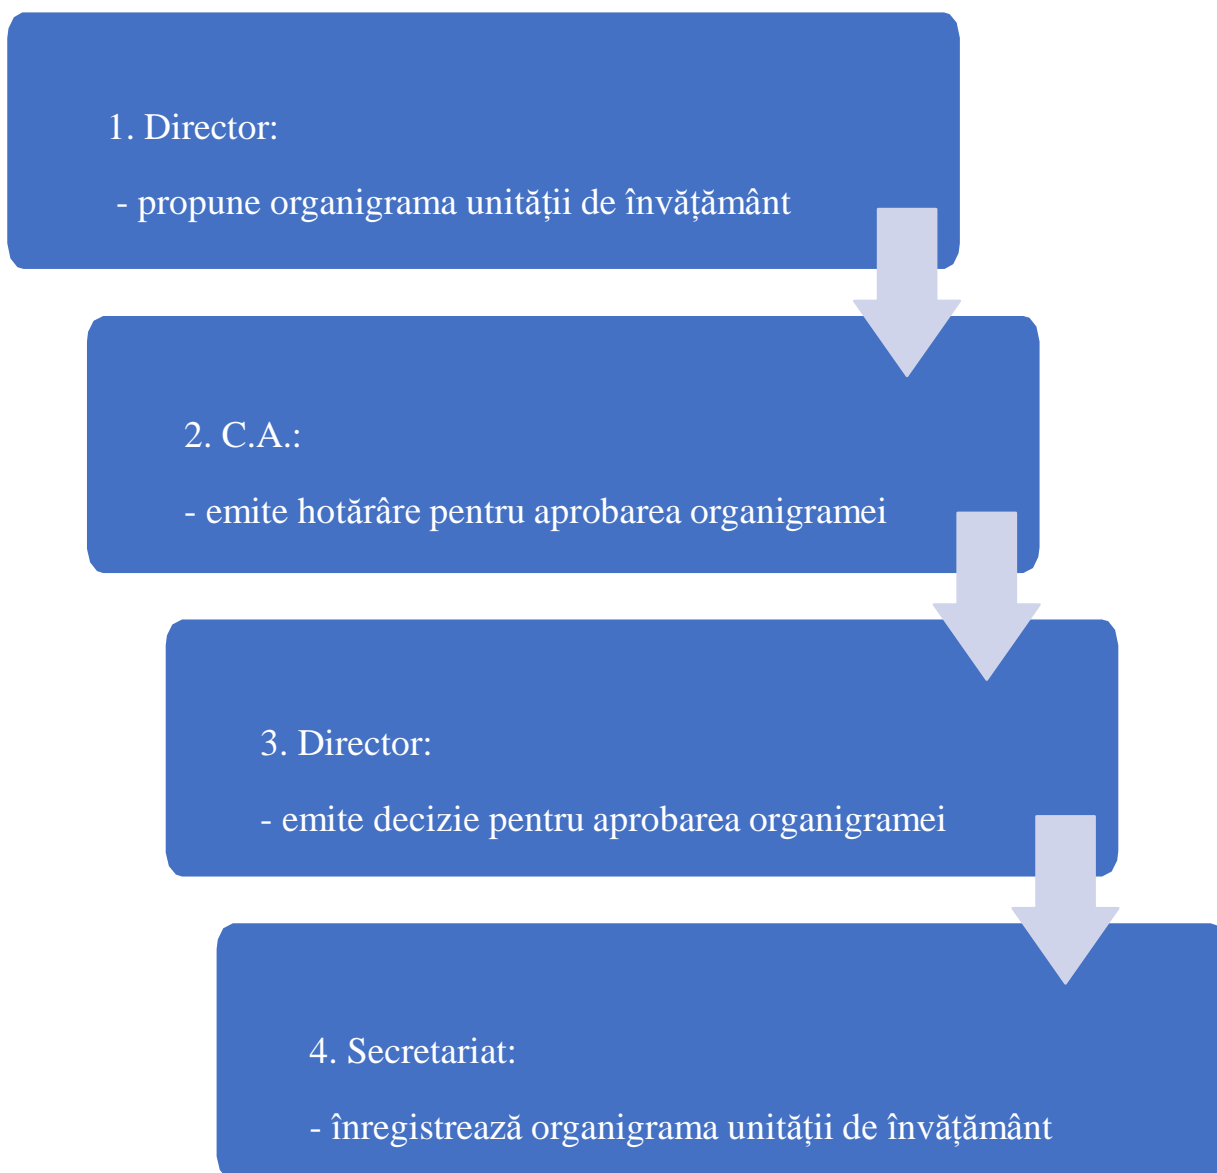 1. Director:
- propune organigrama unității de învățământ
2. C.A.:
- emite hotărâre pentru aprobarea organigramei
3. Director:
- emite decizie pentru aprobarea organigramei
4. Secretariat:
- înregistrează organigrama unității de învățământ